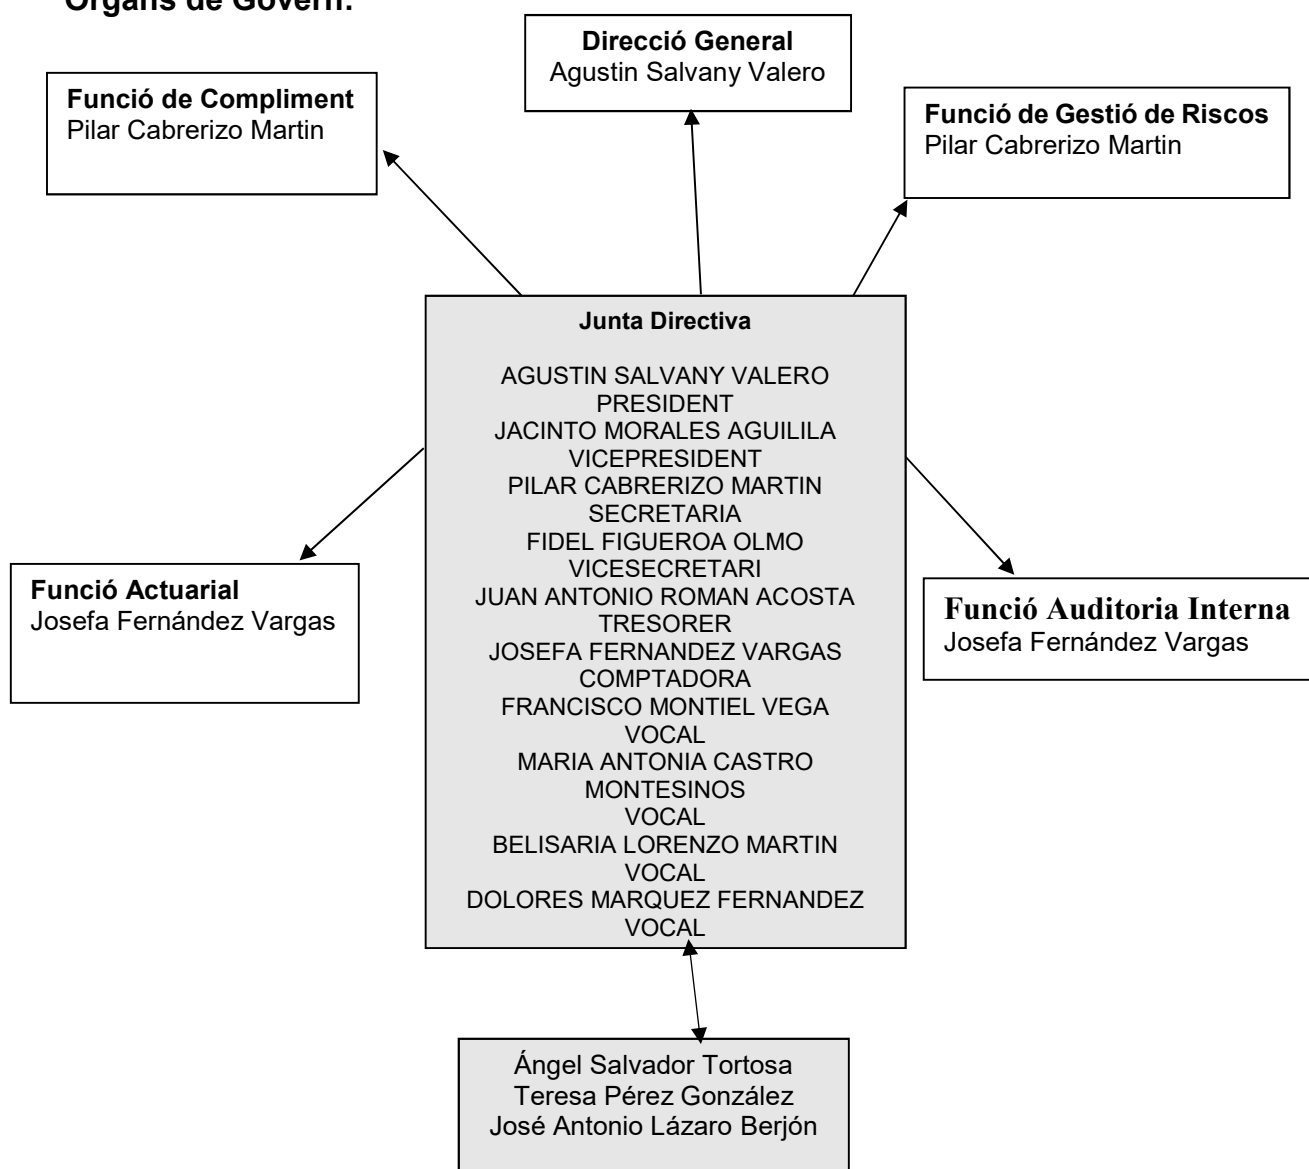 Òrgans de Govern:
Direcció General
Agustin Salvany Valero
Funció de Compliment
Pilar Cabrerizo Martin
Funció de Gestió de Riscos
Pilar Cabrerizo Martin
Junta Directiva
AGUSTIN SALVANY VALERO
PRESIDENT
JACINTO MORALES AGUILILA
VICEPRESIDENT
PILAR CABRERIZO MARTIN
SECRETARIA
FIDEL FIGUEROA OLMO
VICESECRETARI
JUAN ANTONIO ROMAN ACOSTA
TRESORER
JOSEFA FERNANDEZ VARGAS
COMPTADORA
FRANCISCO MONTIEL VEGA
VOCAL
MARIA ANTONIA CASTRO
MONTESINOS
VOCAL
BELISARIA LORENZO MARTIN
VOCAL
DOLORES MARQUEZ FERNANDEZ
VOCAL
Funció Actuarial
Josefa Fernández Vargas
Funció Auditoria Interna
Josefa Fernández Vargas
Ángel Salvador Tortosa
Teresa Pérez González
José Antonio Lázaro Berjón